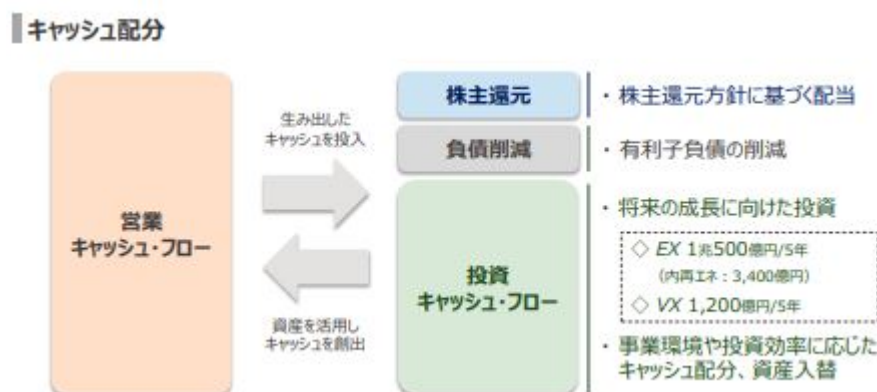 キャッシュ配分
生み出した
キャッシュを投入
営業
キャッシュ・フロー
資産を活用し
キャッシュを創出
株主還元
・株主還元方針に基づく配当
負債削減
・有利子負債の削減
投資
キャッシュ・フロー
・将来の成長に向けた投資
◇ EX 1兆500億円/5年
(内再エネ：3,400億円)
◇ VX 1,200億円/5年
・事業環境や投資効率に応じた
キャッシュ配分、資産入替